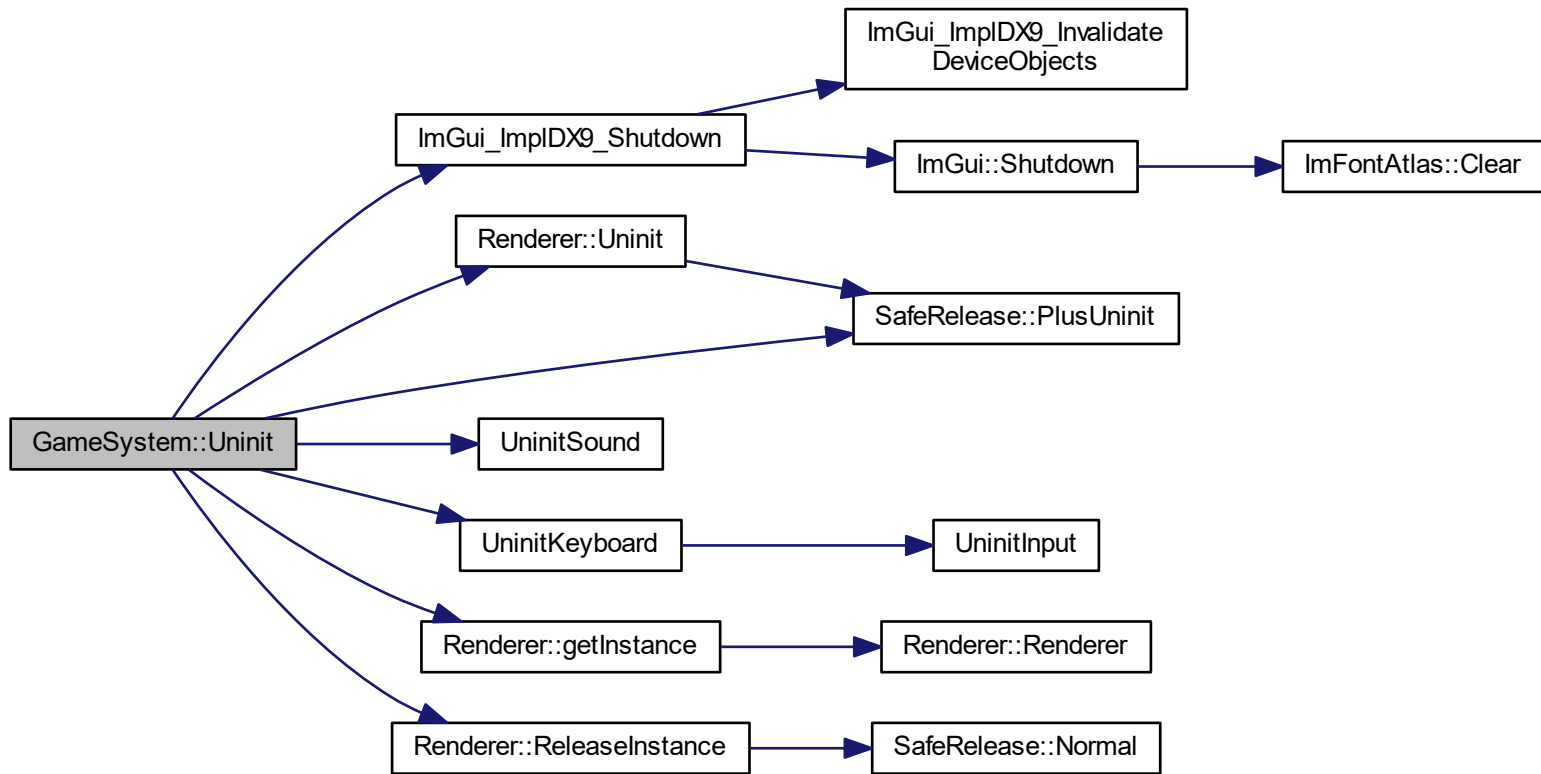 ImGui_ImplDX9_Invalidate
DeviceObjects
ImGui_ImplDX9_Shutdown
ImGui::Shutdown
ImFontAtlas::Clear
Renderer::Uninit
SafeRelease::PlusUninit
GameSystem::Uninit
UninitSound
UninitKeyboard
UninitInput
Renderer::getInstance
Renderer::Renderer
Renderer::ReleaseInstance
SafeRelease::Normal